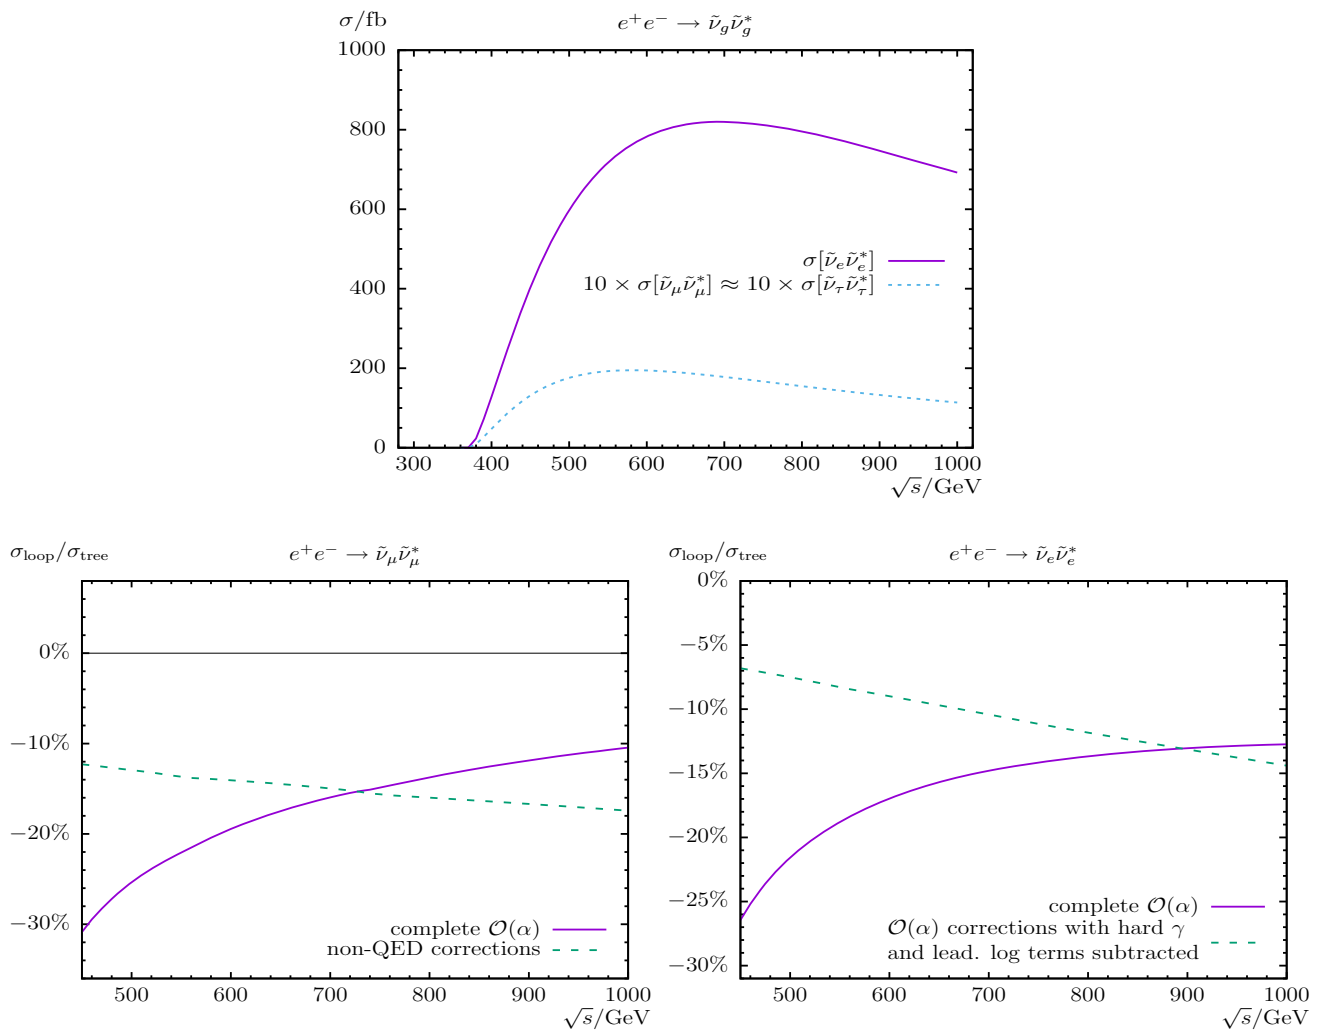 σ/fb
e⁺e⁻ → ν̃_g ν̃_g^*
1000
800
600
400
200
0
σ[ν̃_e ν̃_e^*]
10 × σ[ν̃_μ ν̃_μ^*] ≈ 10 × σ[ν̃_τ ν̃_τ^*]
300 400 500 600 700 800 900 1000
√s/GeV
σ_loop/σ_tree
e⁺e⁻ → ν̃_μ ν̃_μ^*
0%
−10%
−20%
−30%
complete 𝒪(α)
non-QED corrections
500 600 700 800 900 1000
√s/GeV
σ_loop/σ_tree
e⁺e⁻ → ν̃_e ν̃_e^*
0%
−5%
−10%
−15%
−20%
−25%
−30%
complete 𝒪(α)
𝒪(α) corrections with hard γ
and lead. log terms subtracted
500 600 700 800 900 1000
√s/GeV